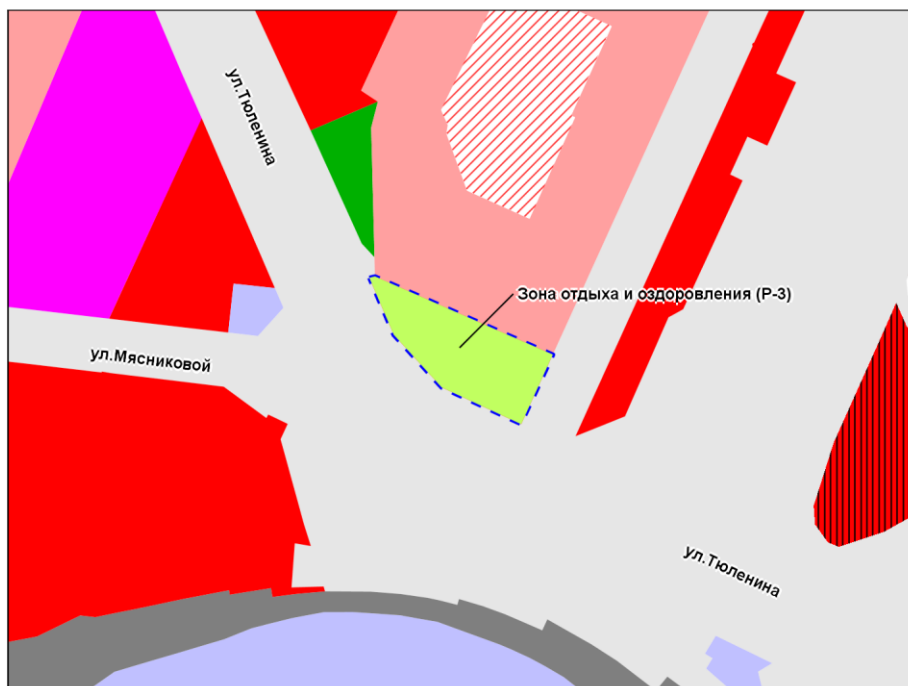 ул.Тюленина
Зона отдыха и оздоровления (Р-3)
ул.Мясниковой
ул.Тюленина